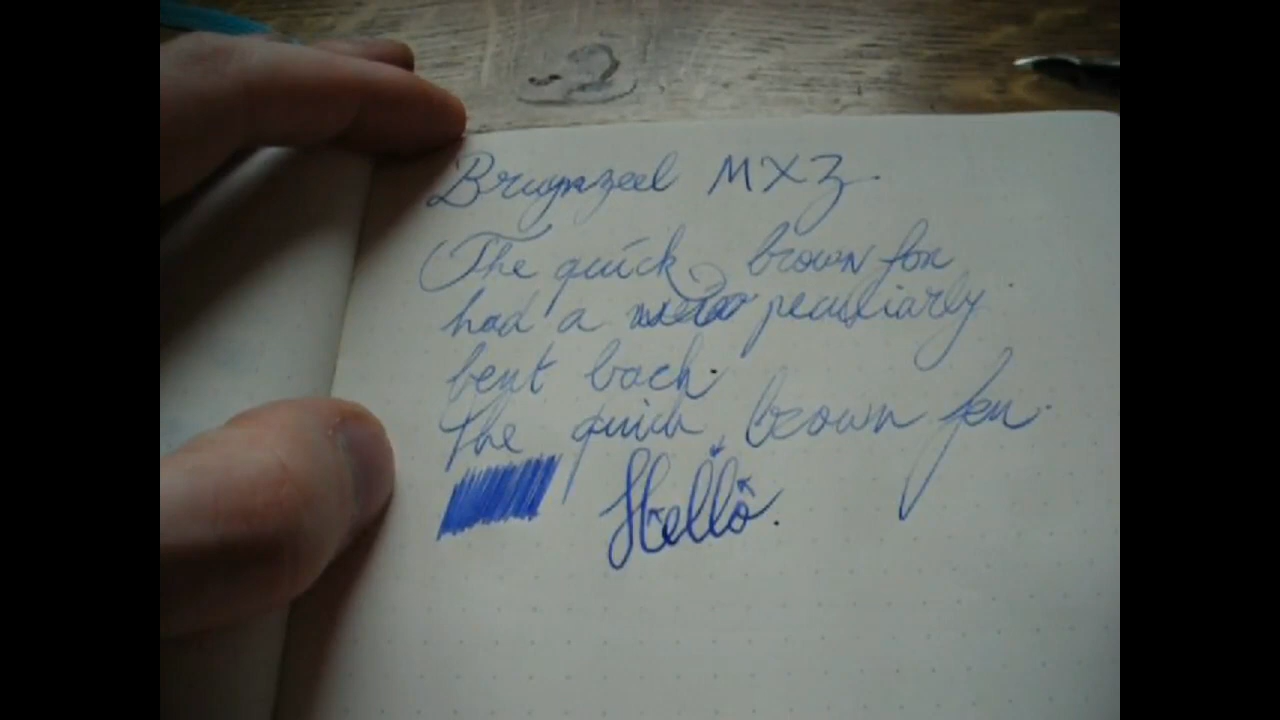 Bruynzeel MXZ.
The quick brown fox
had a peculiarly
bent back.
The quick brown fox.
Hello.